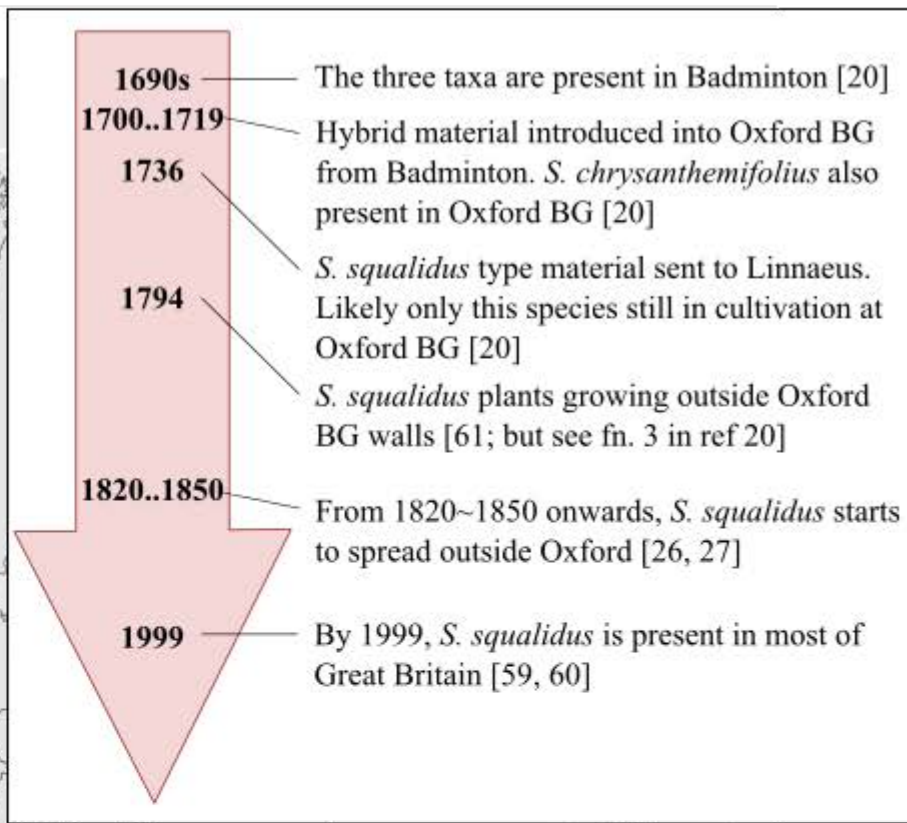 1690s
The three taxa are present in Badminton [20]
1700..1719
Hybrid material introduced into Oxford BG
from Badminton. S. chrysanthemifolius also
present in Oxford BG [20]
1736
S. squalidus type material sent to Linnaeus.
Likely only this species still in cultivation at
Oxford BG [20]
1794
S. squalidus plants growing outside Oxford
BG walls [61; but see fn. 3 in ref 20]
1820..1850
From 1820~1850 onwards, S. squalidus starts
to spread outside Oxford [26, 27]
1999
By 1999, S. squalidus is present in most of
Great Britain [59, 60]